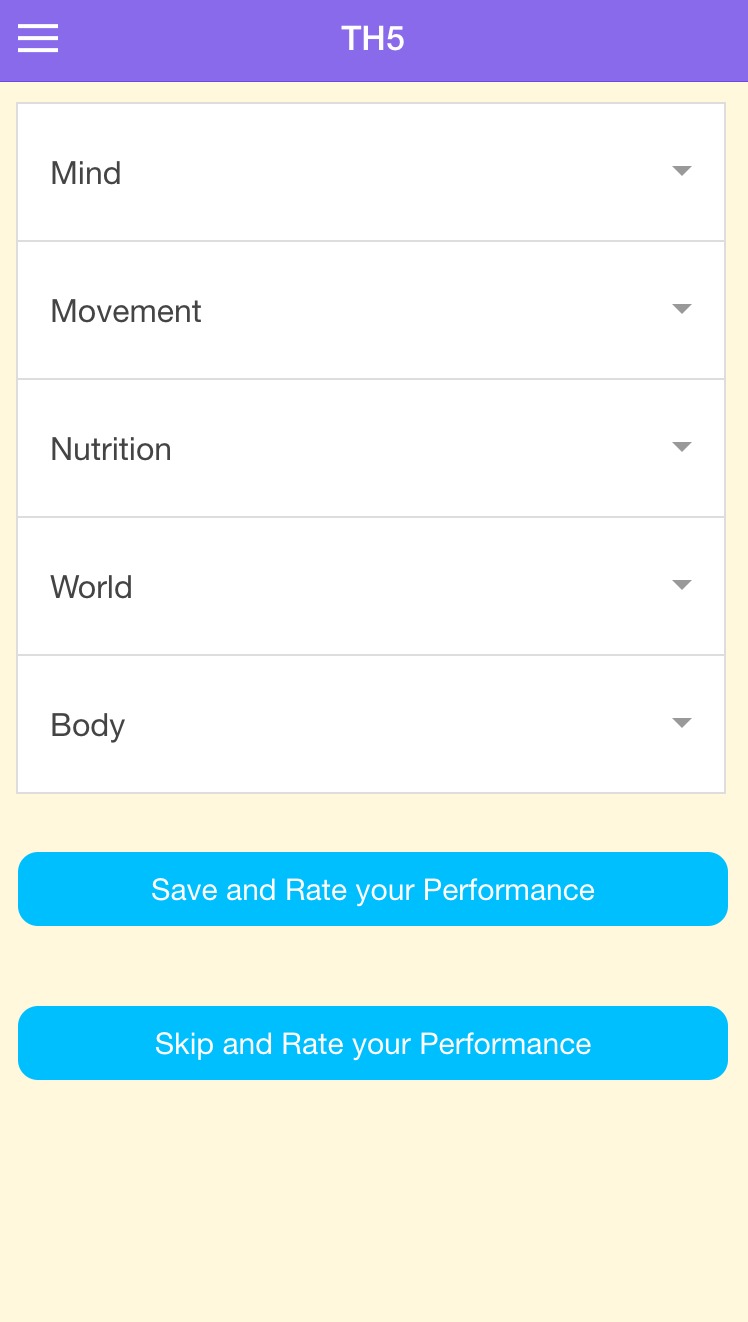 TH5
Mind
Movement
Nutrition
World
Body
Save and Rate your Performance
Skip and Rate your Performance